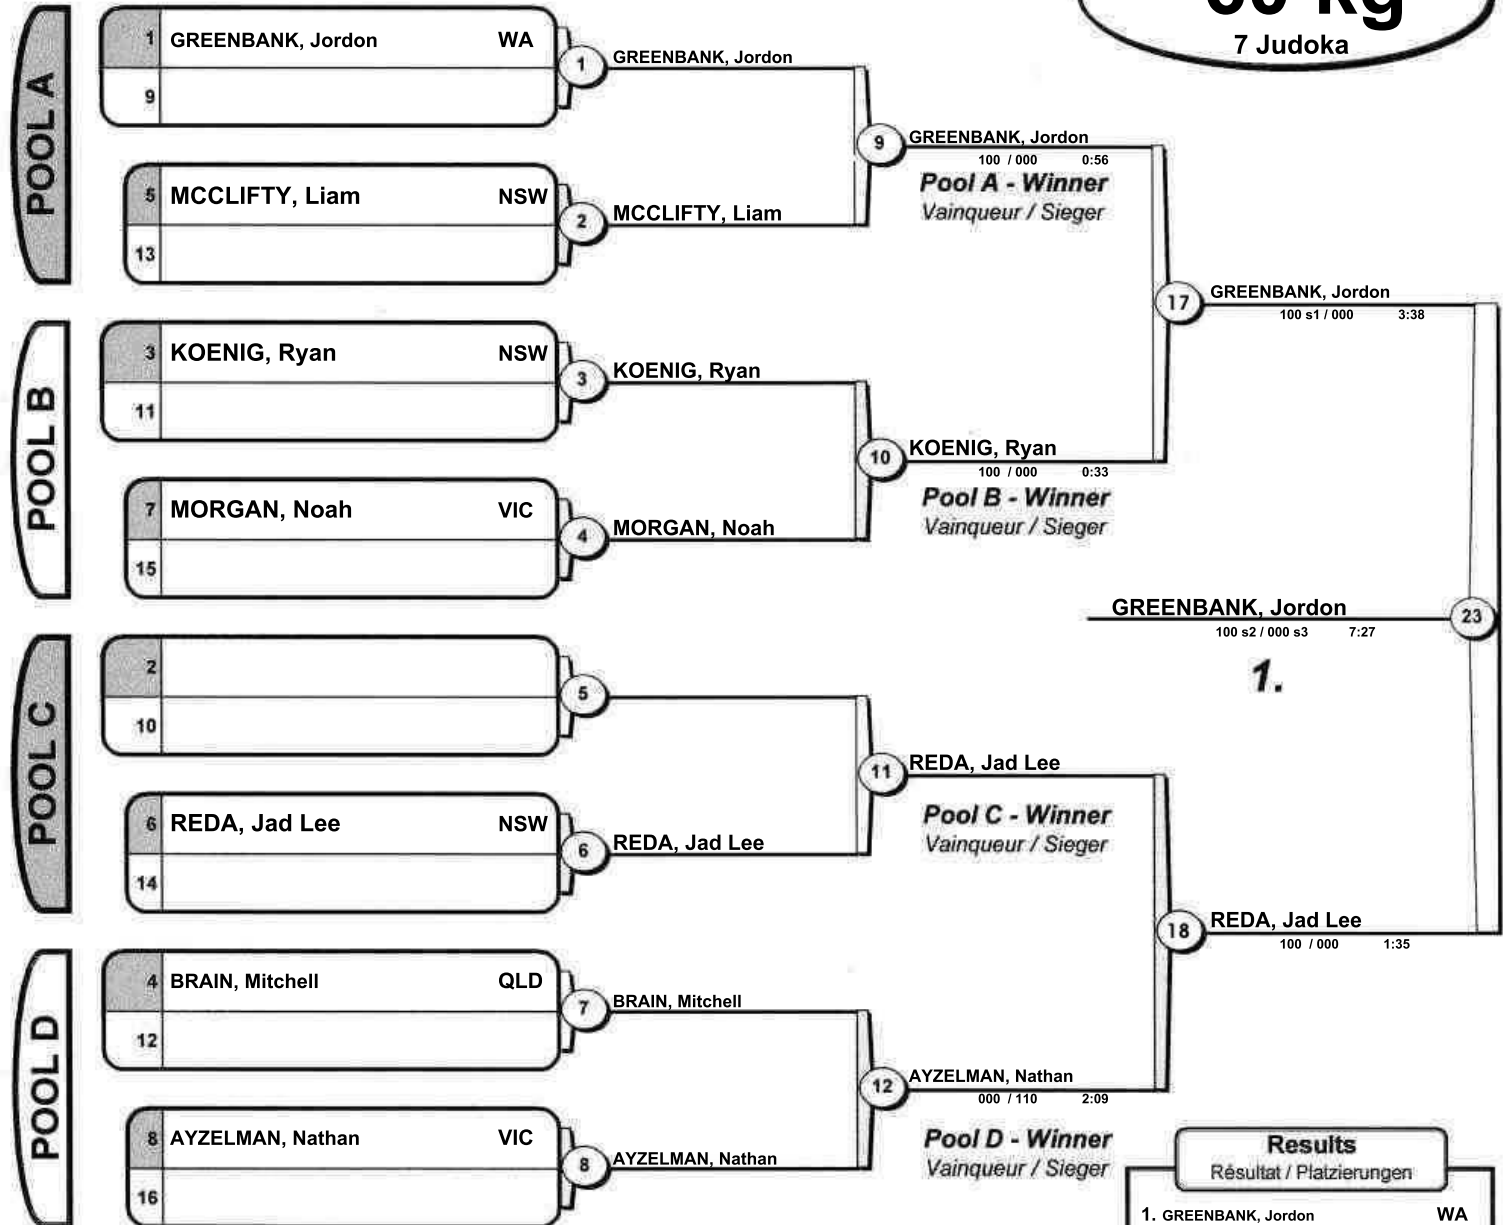 kg
7 Judoka
POOL A
1 GREENBANK, Jordon WA
9
1 GREENBANK, Jordon
5 MCCLIFTY, Liam NSW
13
2 MCCLIFTY, Liam
9 GREENBANK, Jordon
100 / 000 0:56
Pool A - Winner
Vainqueur / Sieger
POOL B
3 KOENIG, Ryan NSW
11
3 KOENIG, Ryan
7 MORGAN, Noah VIC
15
4 MORGAN, Noah
10 KOENIG, Ryan
100 / 000 0:33
Pool B - Winner
Vainqueur / Sieger
17 GREENBANK, Jordon
100 s1 / 000 3:38
GREENBANK, Jordon 23
100 s2 / 000 s3 7:27
1.
POOL C
2
10
5
6 REDA, Jad Lee NSW
14
6 REDA, Jad Lee
11 REDA, Jad Lee
Pool C - Winner
Vainqueur / Sieger
POOL D
4 BRAIN, Mitchell QLD
12
7 BRAIN, Mitchell
8 AYZELMAN, Nathan VIC
16
8 AYZELMAN, Nathan
12 AYZELMAN, Nathan
000 / 110 2:09
Pool D - Winner
Vainqueur / Sieger
18 REDA, Jad Lee
100 / 000 1:35
Results
Résultat / Platzierungen
1. GREENBANK, Jordon WA